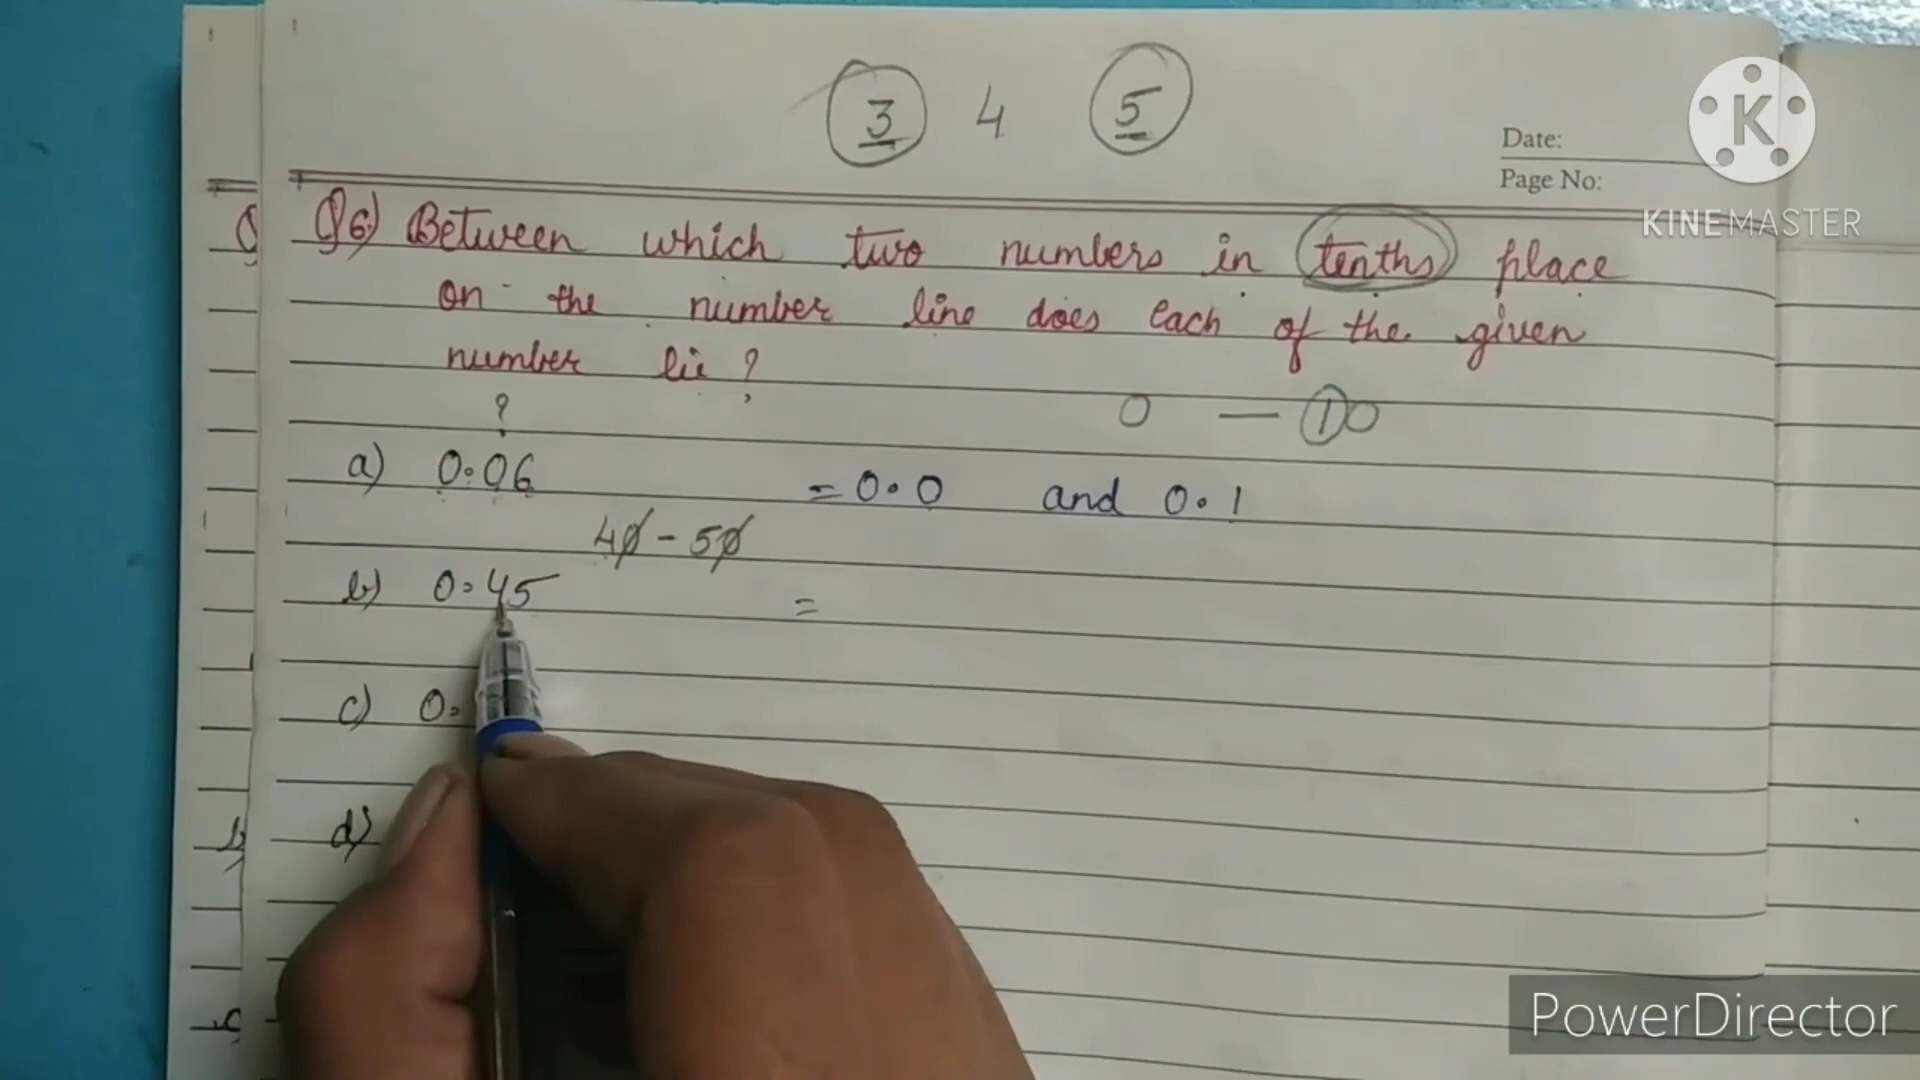 3 4 5
Date:
Page No:
K
KINEMASTER
Q6) Between which two numbers in tenths place
on the number line does each of the given
number lie ?
0 — 10
?
a) 0.06 = 0.0 and 0.1
40 - 50
b) 0.45 =
c) 0.
d)
PowerDirector